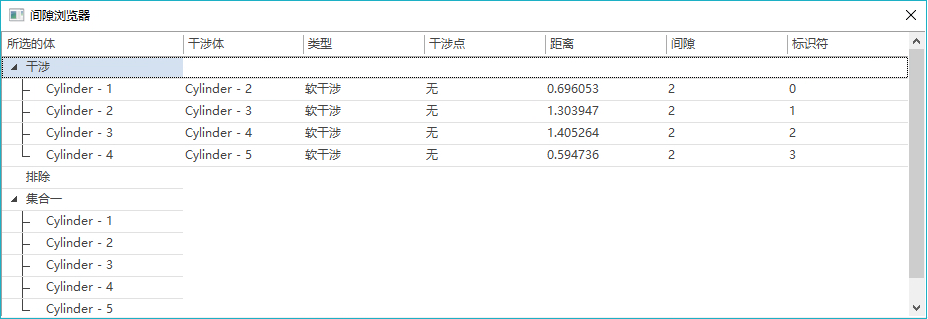 间隙浏览器
所选的体 干涉体 类型 干涉点 距离 间隙 标识符
干涉
Cylinder - 1 Cylinder - 2 软干涉 无 0.696053 2 0
Cylinder - 2 Cylinder - 3 软干涉 无 1.303947 2 1
Cylinder - 3 Cylinder - 4 软干涉 无 1.405264 2 2
Cylinder - 4 Cylinder - 5 软干涉 无 0.594736 2 3
排除
集合一
Cylinder - 1
Cylinder - 2
Cylinder - 3
Cylinder - 4
Cylinder - 5